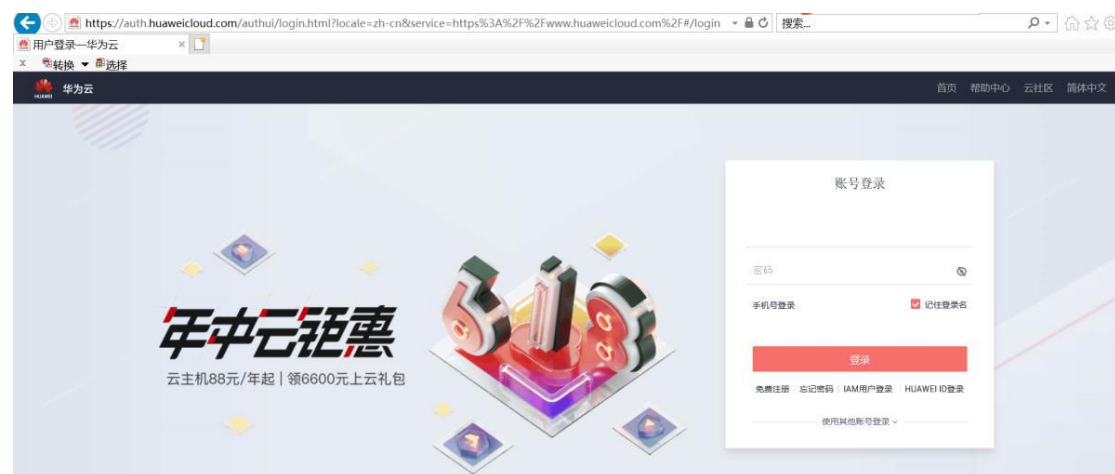 https://auth.huaweicloud.com/authui/login.html?locale=zh-cn&service=https%3A%2F%2Fwww.huaweicloud.com%2F#/login 搜索...
用户登录—华为云
x 转换 选择
HUAWEI 华为云 首页 帮助中心 云社区 简体中文
账号登录
密码
手机号登录 记住登录名
618
年中云钜惠
登录
云主机88元/年起 | 领6600元上云礼包
免费注册 忘记密码 IAM用户登录 HUAWEI ID登录
使用其他账号登录